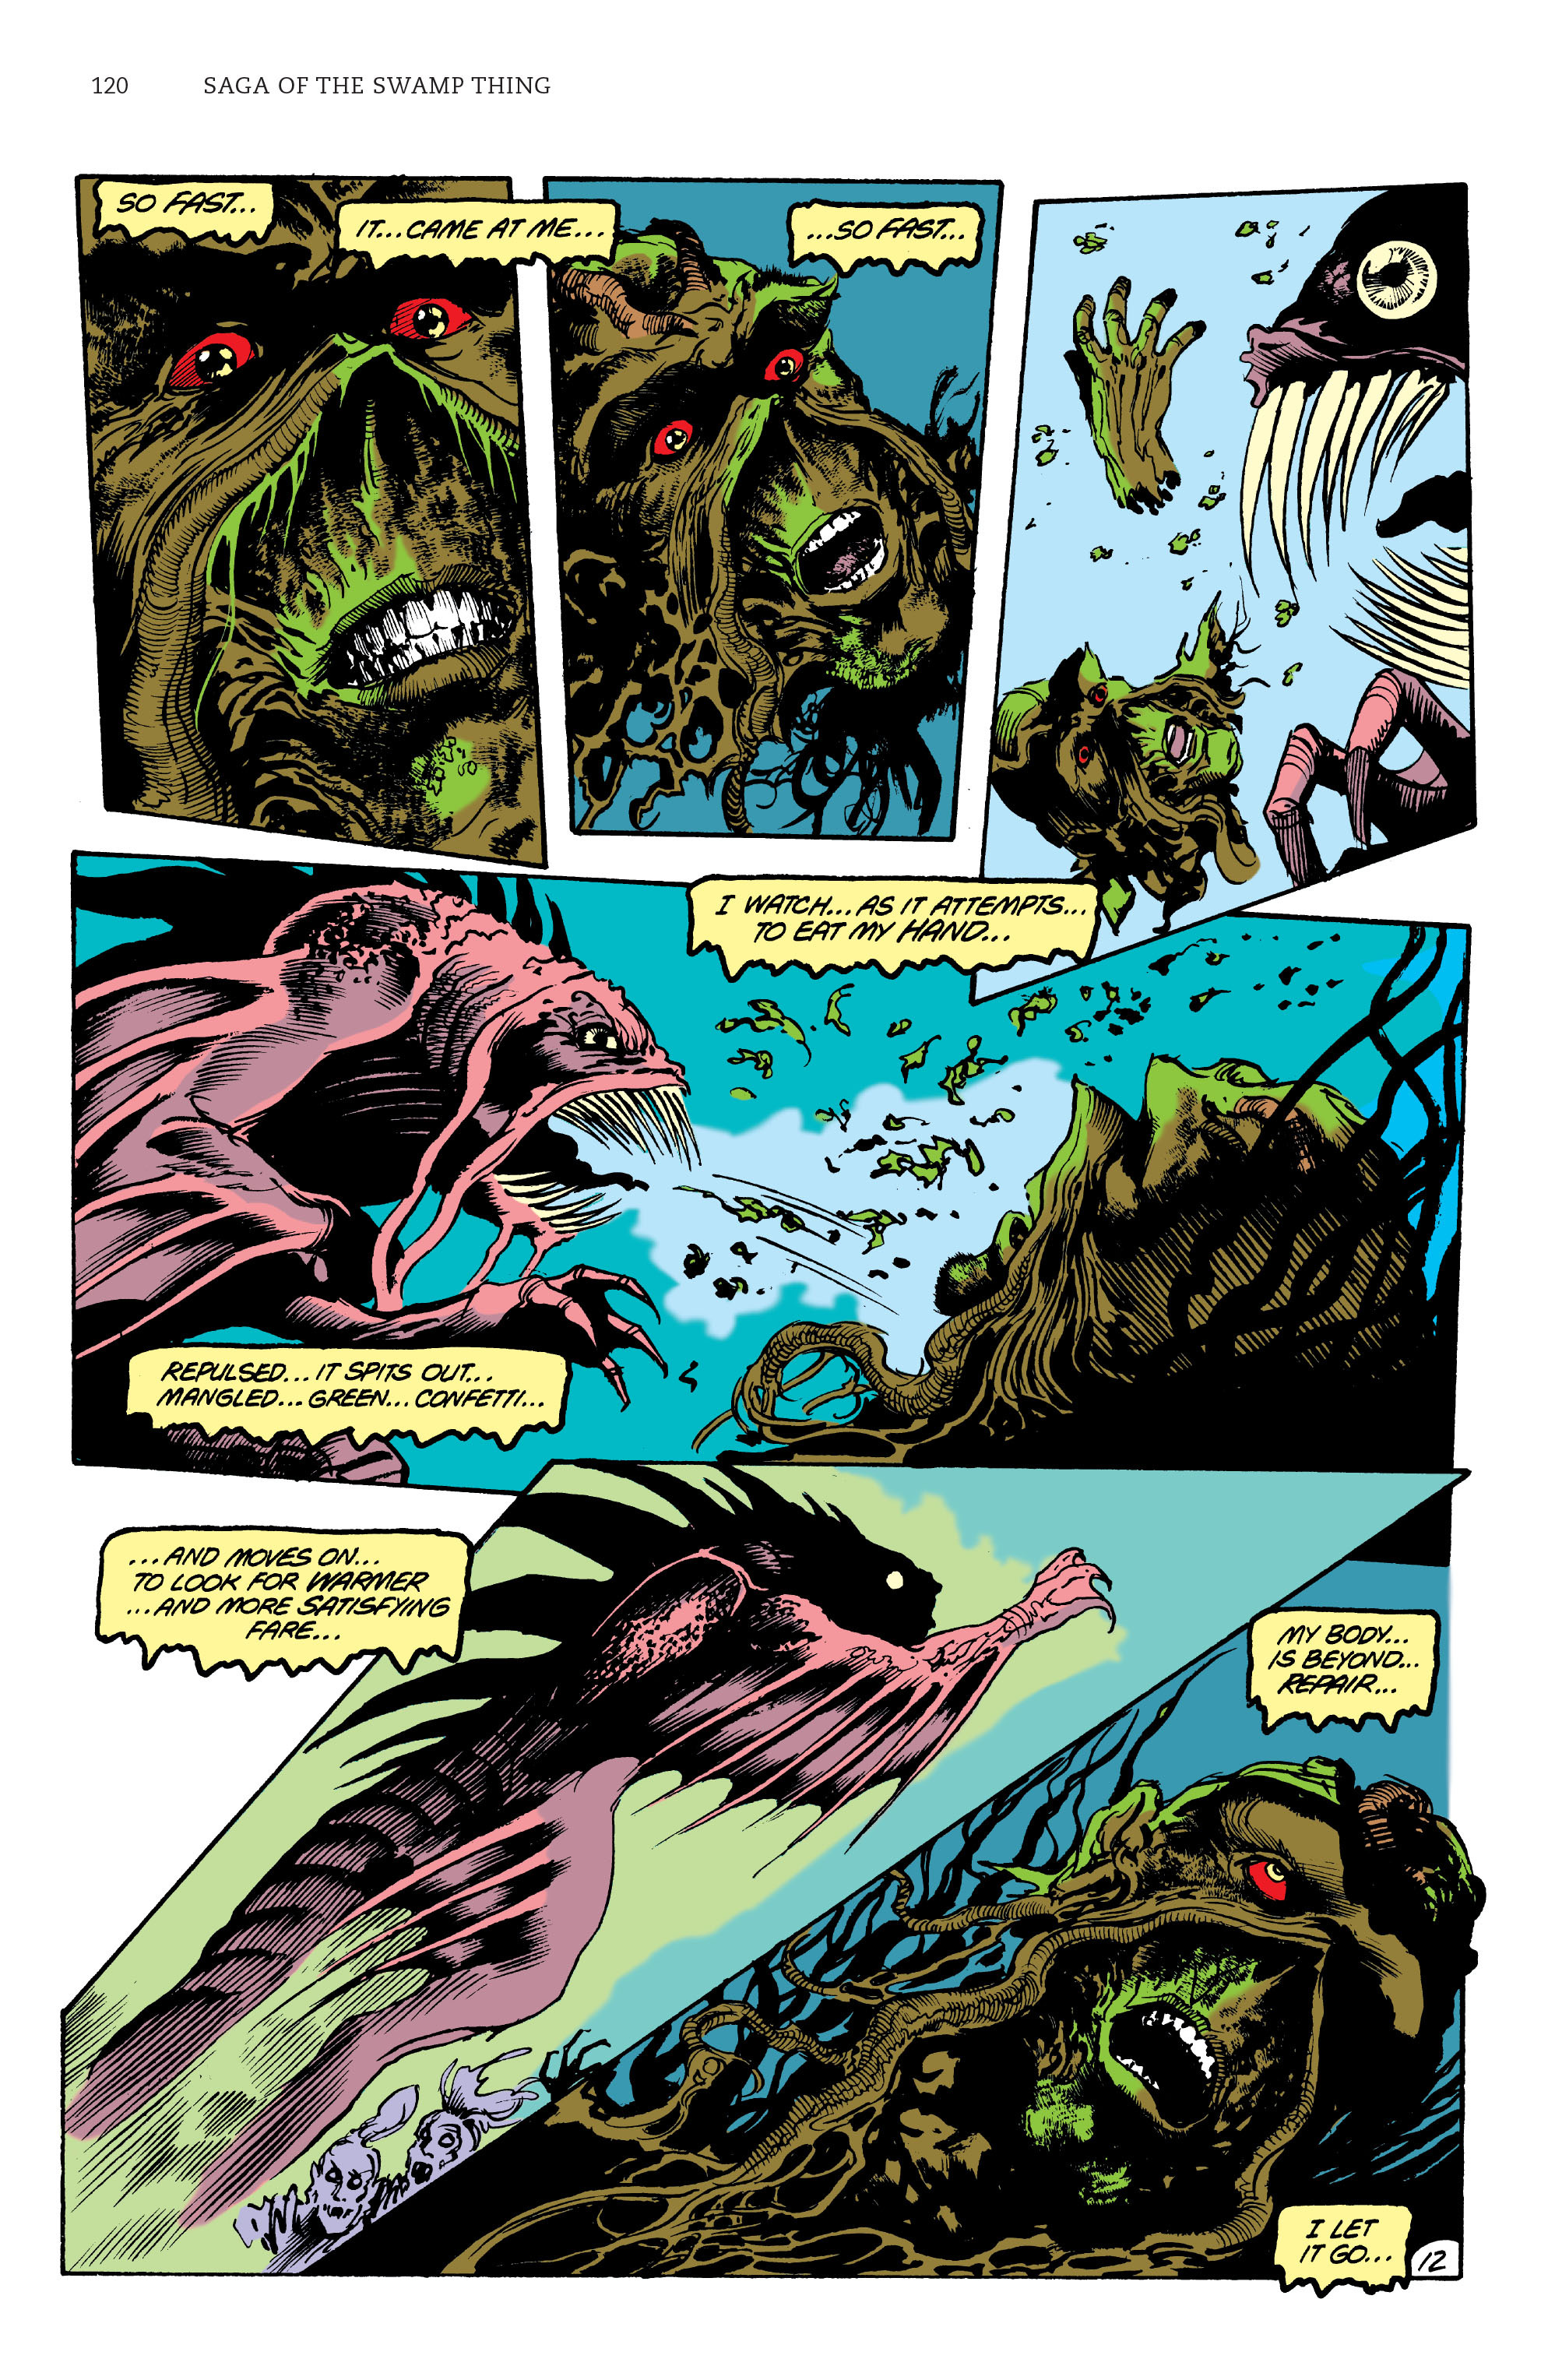 120 SAGA OF THE SWAMP THING
SO FAST...
IT...CAME AT ME...
...SO FAST...
I WATCH...AS IT ATTEMPTS...
TO EAT MY HAND...
REPULSED...IT SPITS OUT...
MANGLED...GREEN...CONFETTI...
...AND MOVES ON...
TO LOOK FOR WARMER
...AND MORE SATISFYING
FARE...
MY BODY...
IS BEYOND...
REPAIR...
I LET
IT GO...
12